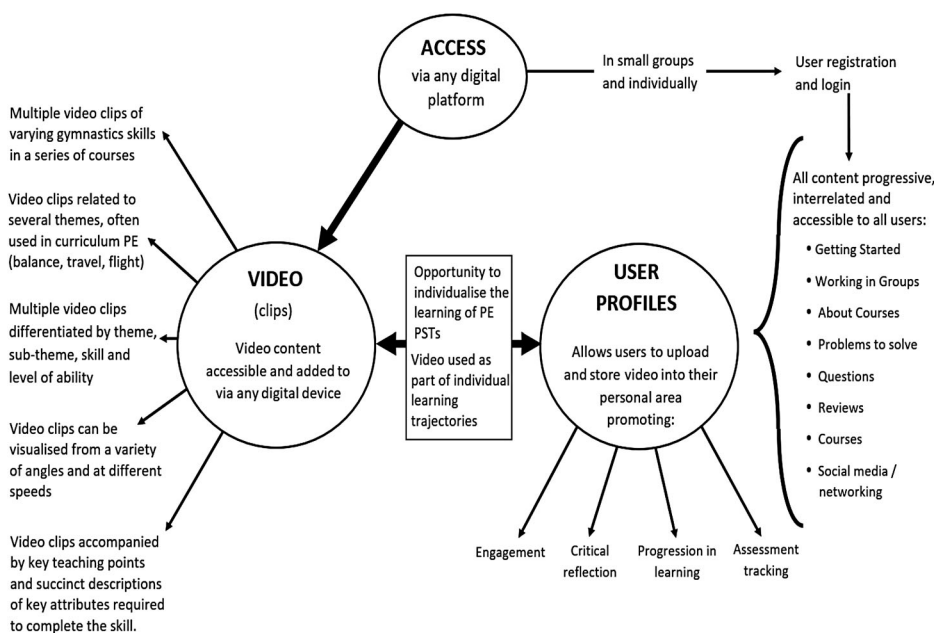 ACCESS
via any digital
platform
In small groups
and individually
User registration
and login
Multiple video clips of
varying gymnastics skills
in a series of courses
Video clips related to
several themes, often
used in curriculum PE
(balance, travel, flight)
Multiple video clips
differentiated by theme,
sub-theme, skill and
level of ability
Video clips can be
visualised from a variety
of angles and at different
speeds
Video clips accompanied
by key teaching points
and succinct descriptions
of key attributes required
to complete the skill.
VIDEO
(clips)
Video content
accessible and added to
via any digital device
Opportunity to
individualise the
learning of PE
PSTs
Video used as
part of individual
learning
trajectories
USER
PROFILES
Allows users to upload
and store video into their
personal area
promoting:
Engagement
Critical
reflection
Progression in
learning
Assessment
tracking
All content progressive,
interrelated and
accessible to all users:
• Getting Started
• Working in Groups
• About Courses
• Problems to solve
• Questions
• Reviews
• Courses
• Social media /
networking